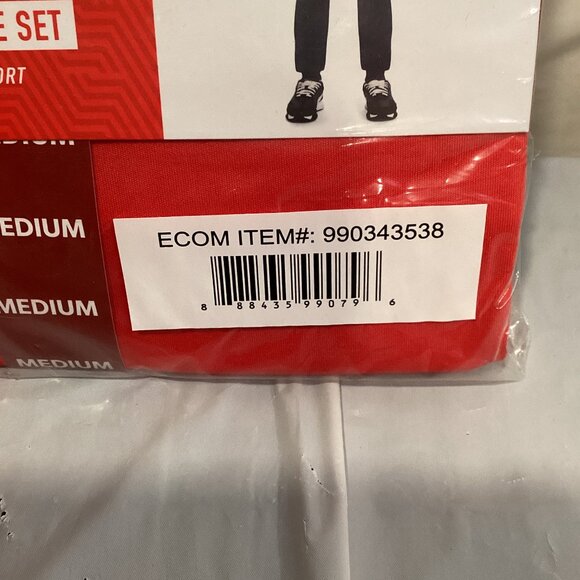 E SET
ORT
EDIUM
MEDIUM
MEDIUM
ECOM ITEM#: 990343538
8 88435 99079 6